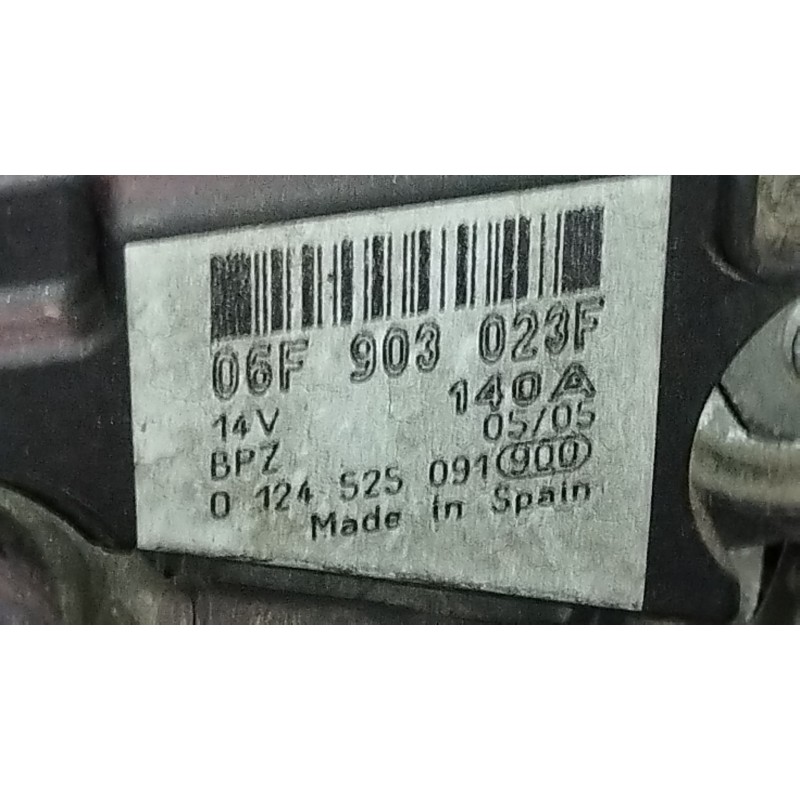 06F 903 023F
14V 140A
BPZ 05/05
0 124 525 091 900
Made in Spain